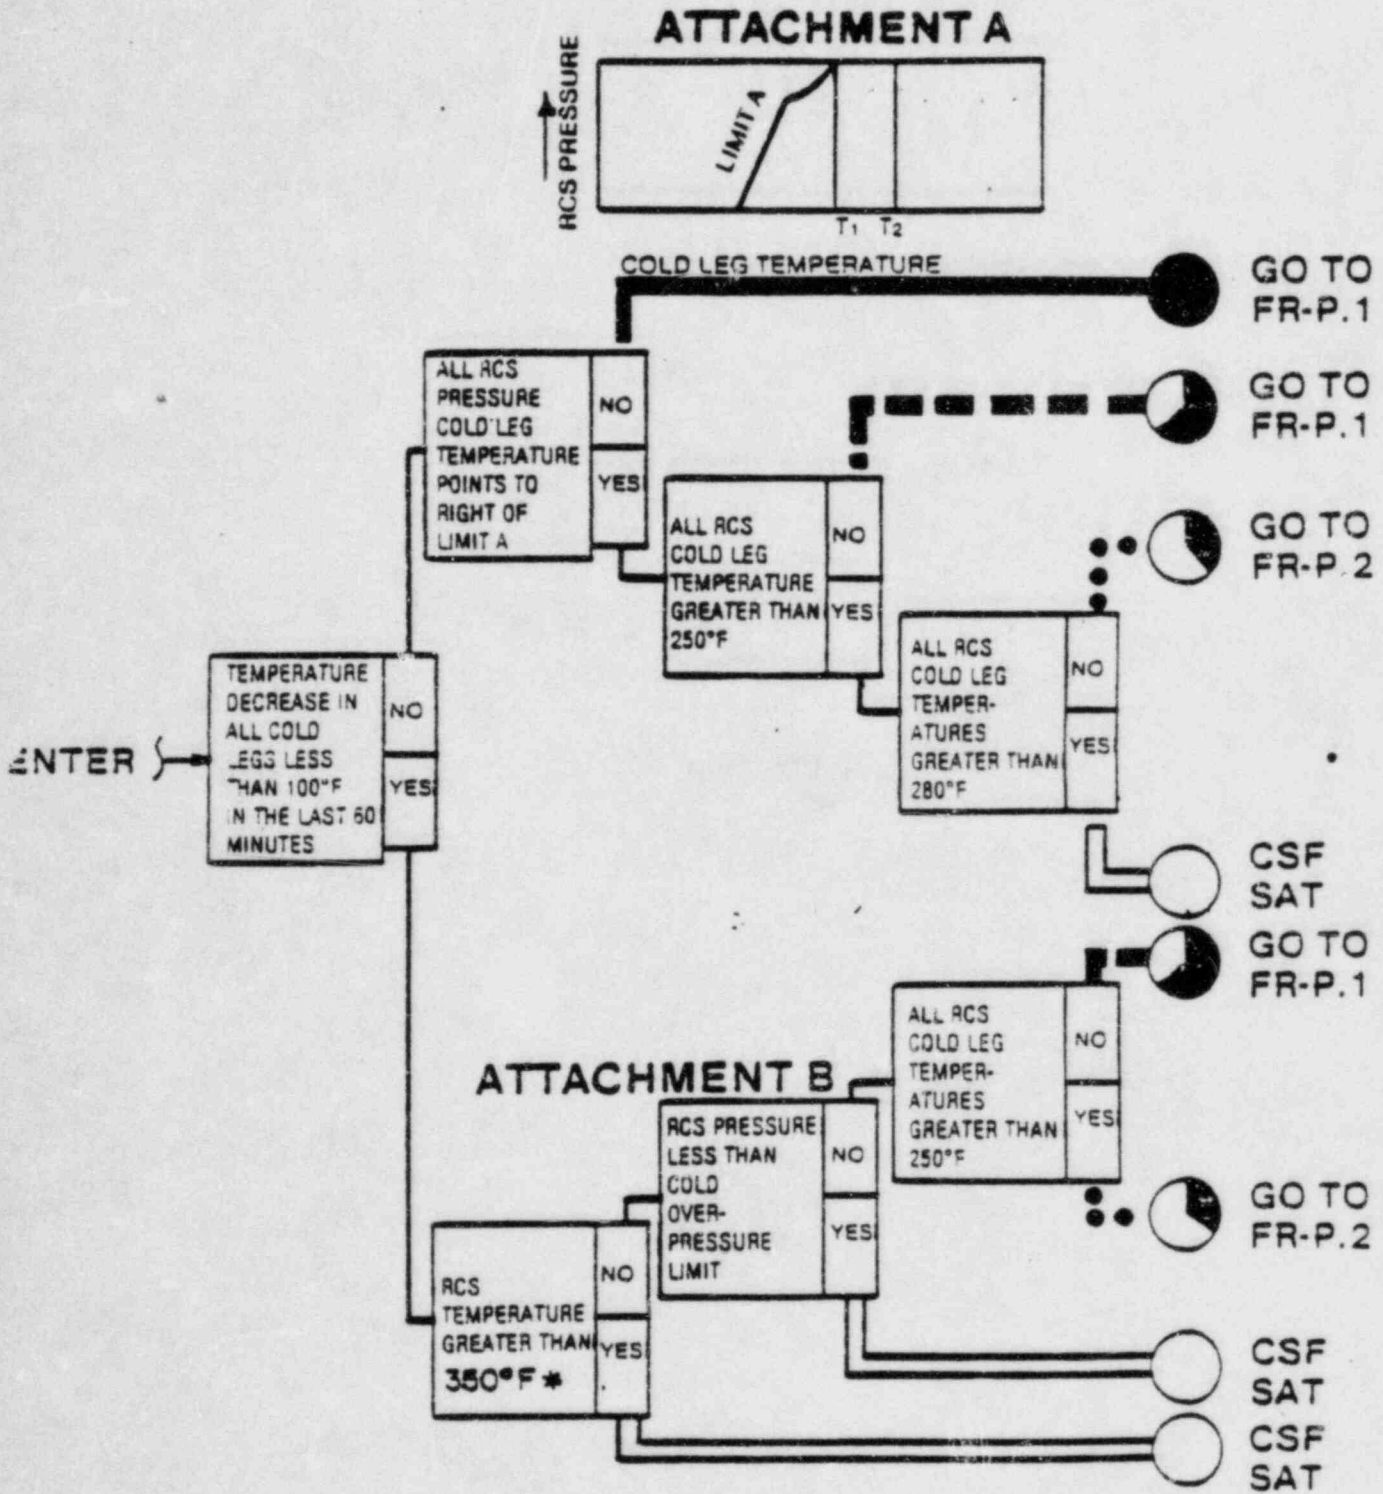 ATTACHMENT A
RCS PRESSURE
LIMIT A
T1 T2
COLD LEG TEMPERATURE
GO TO
FR-P.1
ALL RCS
PRESSURE
COLD LEG
TEMPERATURE
POINTS TO
RIGHT OF
LIMIT A
NO
YES
GO TO
FR-P.1
ALL RCS
COLD LEG
TEMPERATURE
GREATER THAN
250°F
NO
YES
GO TO
FR-P.2
ALL RCS
COLD LEG
TEMPER-
ATURES
GREATER THAN
280°F
NO
YES
CSF
SAT
ENTER
TEMPERATURE
DECREASE IN
ALL COLD
LEGS LESS
THAN 100°F
IN THE LAST 60
MINUTES
NO
YES
GO TO
FR-P.1
ALL RCS
COLD LEG
TEMPER-
ATURES
GREATER THAN
250°F
NO
YES
GO TO
FR-P.2
ATTACHMENT B
RCS PRESSURE
LESS THAN
COLD
OVER-
PRESSURE
LIMIT
NO
YES
CSF
SAT
RCS
TEMPERATURE
GREATER THAN
350°F *
NO
YES
CSF
SAT